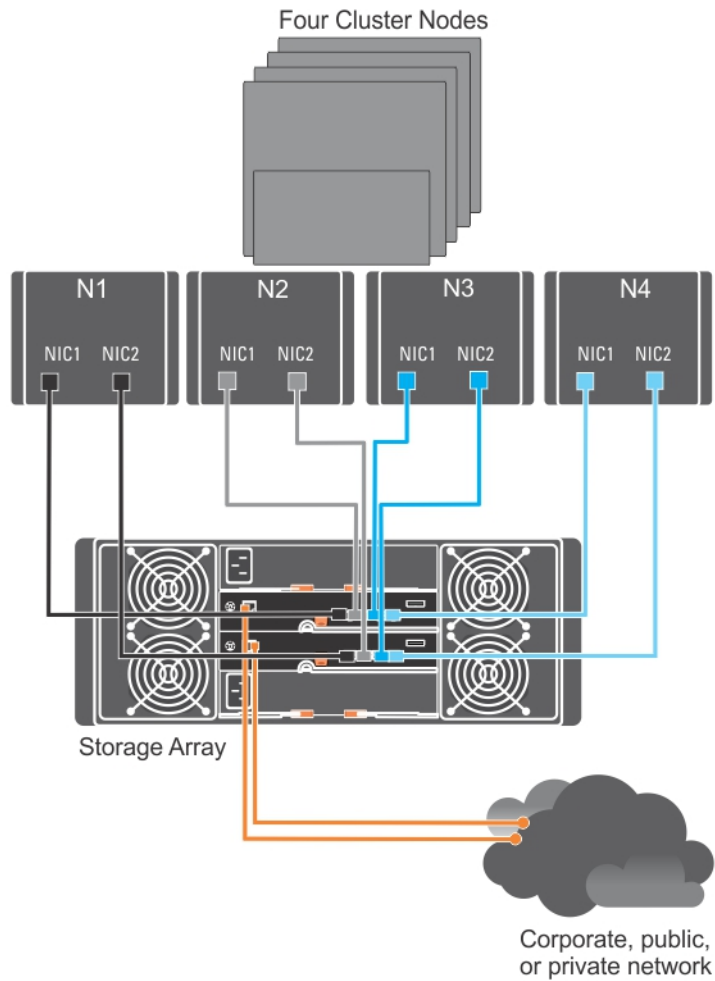 Four Cluster Nodes
N1 N2 N3 N4
NIC1 NIC2 NIC1 NIC2 NIC1 NIC2 NIC1 NIC2
Storage Array
Corporate, public,
or private network